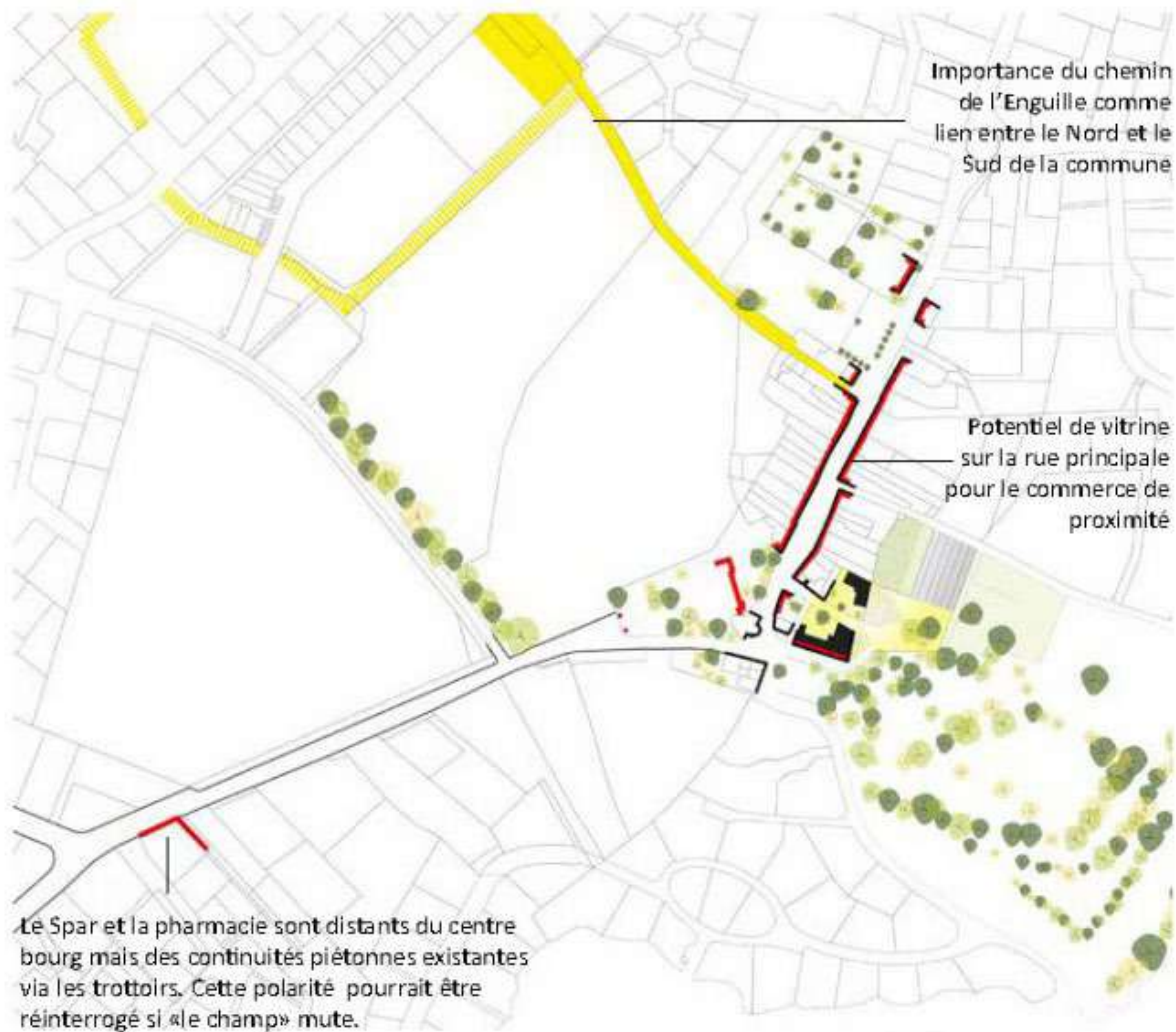 Importance du chemin
de l'Enguille comme
lien entre le Nord et le
Sud de la commune
Potentiel de vitrine
sur la rue principale
pour le commerce de
proximité
Le Spar et la pharmacie sont distants du centre
bourg mais des continuités piétonnes existantes
via les trottoirs. Cette polarité pourrait être
réinterrogé si «le champ» mute.